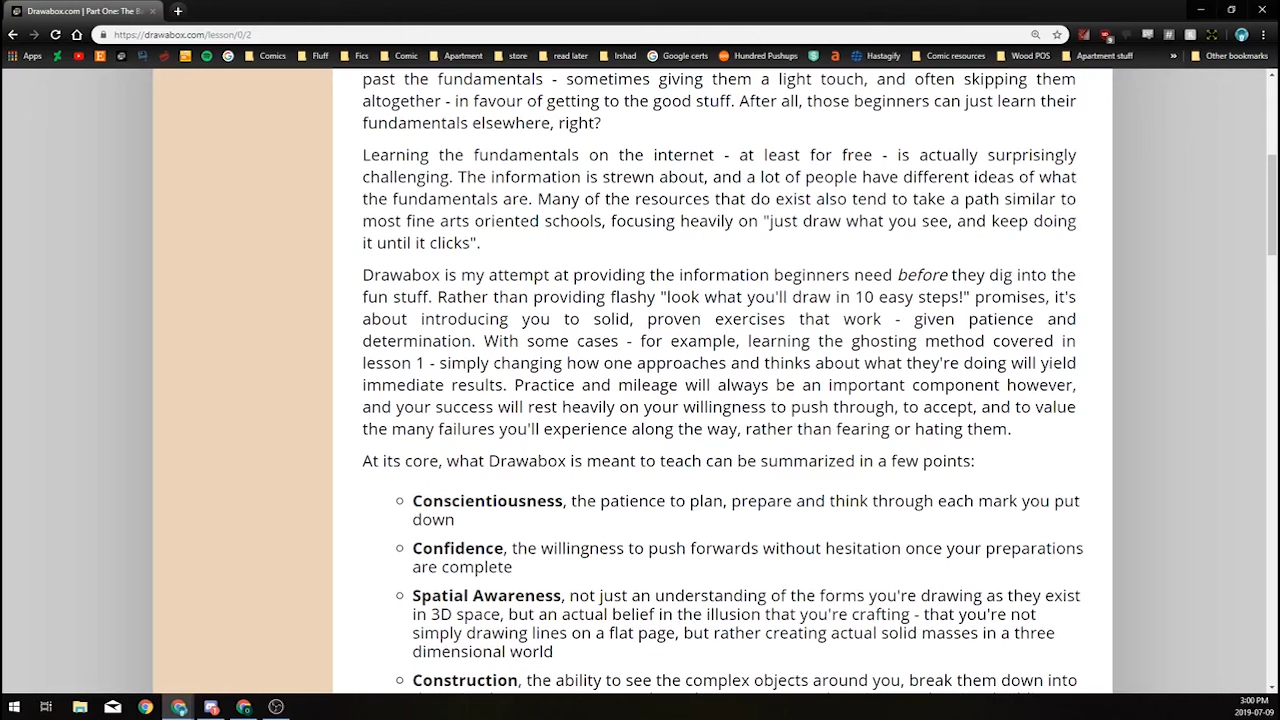 Drawabox.com | Part One: The B
https://drawabox.com/lesson/0/2
Apps
Comics
Fluff
Fics
Comic
Apartment
store
read later
Irshad
Google certs
Hundred Pushups
Hastagify
Comic resources
Wood POS
Apartment stuff
»
Other bookmarks
past the fundamentals - sometimes giving them a light touch, and often skipping them
altogether - in favour of getting to the good stuff. After all, those beginners can just learn their
fundamentals elsewhere, right?
Learning the fundamentals on the internet - at least for free - is actually surprisingly
challenging. The information is strewn about, and a lot of people have different ideas of what
the fundamentals are. Many of the resources that do exist also tend to take a path similar to
most fine arts oriented schools, focusing heavily on "just draw what you see, and keep doing
it until it clicks".
Drawabox is my attempt at providing the information beginners need before they dig into the
fun stuff. Rather than providing flashy "look what you'll draw in 10 easy steps!" promises, it's
about introducing you to solid, proven exercises that work - given patience and
determination. With some cases - for example, learning the ghosting method covered in
lesson 1 - simply changing how one approaches and thinks about what they're doing will yield
immediate results. Practice and mileage will always be an important component however,
and your success will rest heavily on your willingness to push through, to accept, and to value
the many failures you'll experience along the way, rather than fearing or hating them.
At its core, what Drawabox is meant to teach can be summarized in a few points:
Conscientiousness, the patience to plan, prepare and think through each mark you put
down
Confidence, the willingness to push forwards without hesitation once your preparations
are complete
Spatial Awareness, not just an understanding of the forms you're drawing as they exist
in 3D space, but an actual belief in the illusion that you're crafting - that you're not
simply drawing lines on a flat page, but rather creating actual solid masses in a three
dimensional world
Construction, the ability to see the complex objects around you, break them down into
3:00 PM
2019-07-09